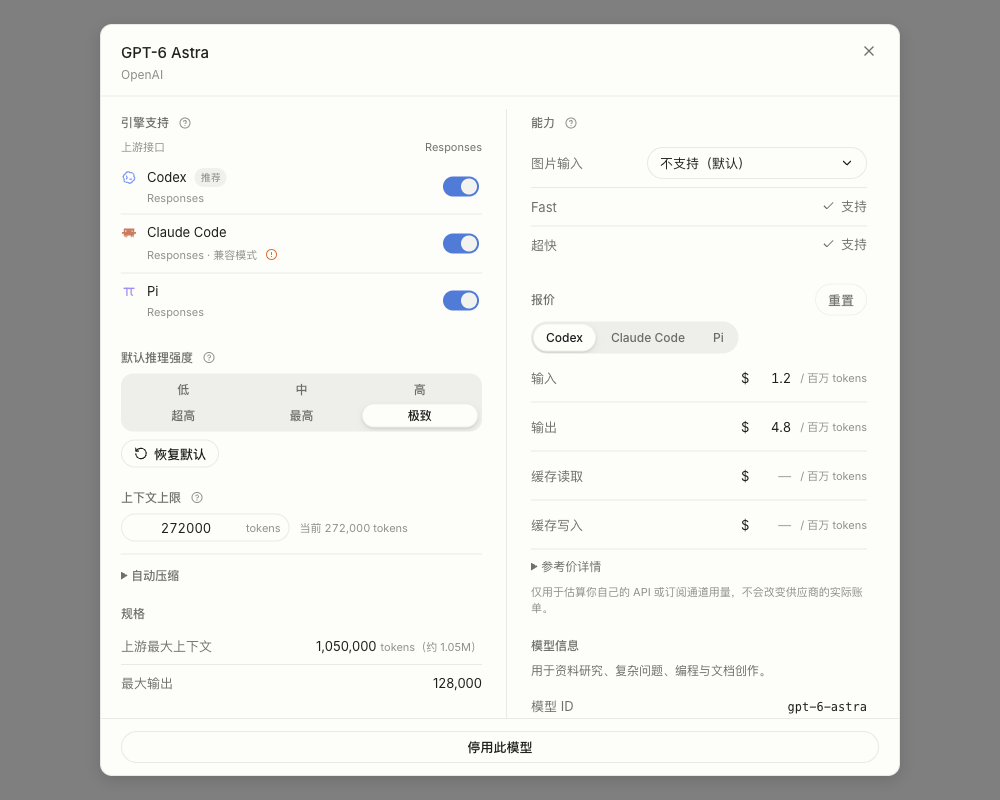 GPT-6 Astra
OpenAI
引擎支持
上游接口 Responses
Codex 推荐
Responses
Claude Code
Responses · 兼容模式
Pi
Responses
默认推理强度
低 中 高
超高 最高 极致
恢复默认
上下文上限
272000 tokens 当前 272,000 tokens
自动压缩
规格
上游最大上下文 1,050,000 tokens（约 1.05M）
最大输出 128,000
能力
图片输入 不支持（默认）
Fast 支持
超快 支持
报价 重置
Codex Claude Code Pi
输入 $ 1.2 / 百万 tokens
输出 $ 4.8 / 百万 tokens
缓存读取 $ — / 百万 tokens
缓存写入 $ — / 百万 tokens
参考价详情
仅用于估算你自己的 API 或订阅通道用量，不会改变供应商的实际账
单。
模型信息
用于资料研究、复杂问题、编程与文档创作。
模型 ID gpt-6-astra
停用此模型